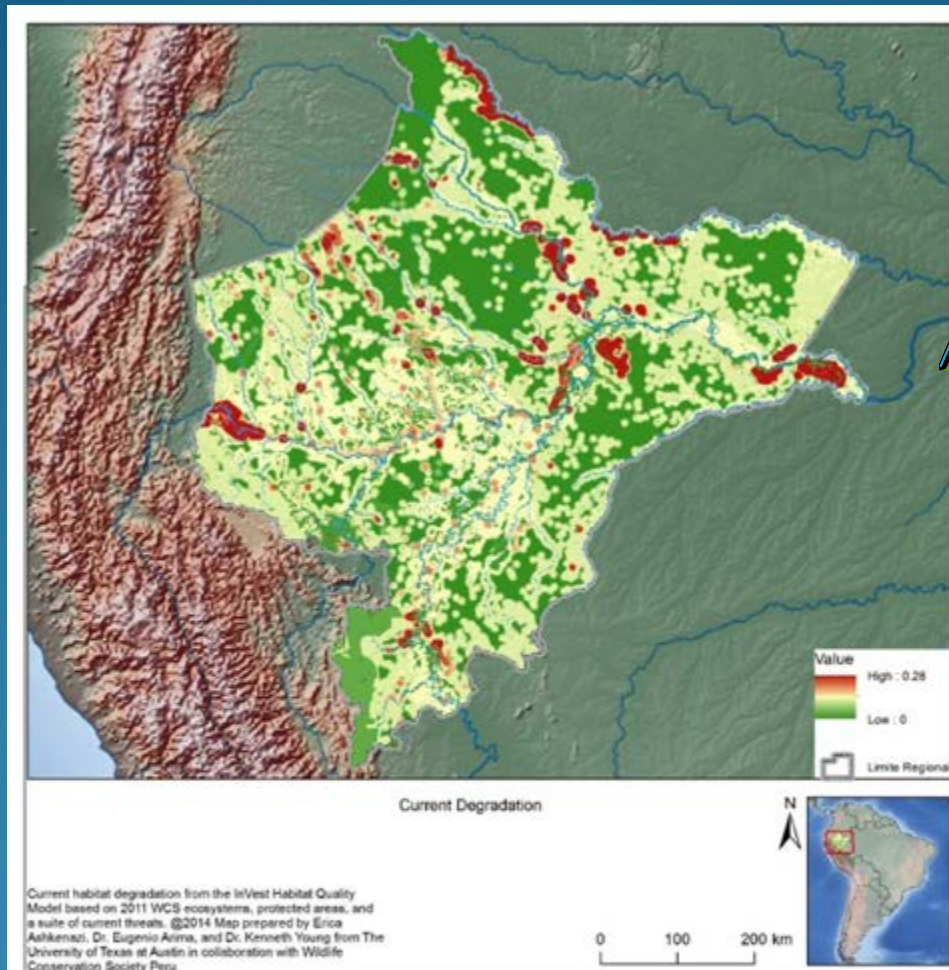 Value
High : 0.28
Low : 0
Limite Regional
Current Degradation
N
Current habitat degradation from the InVest Habitat Quality
Model based on 2011 WCS ecosystems, protected areas, and
a suite of current threats. @2014 Map prepared by Erica
Ashkenazi, Dr. Eugenio Arima, and Dr. Kenneth Young from The
University of Texas at Austin in collaboration with Wildlife
Conservation Society Peru
0 100 200 km